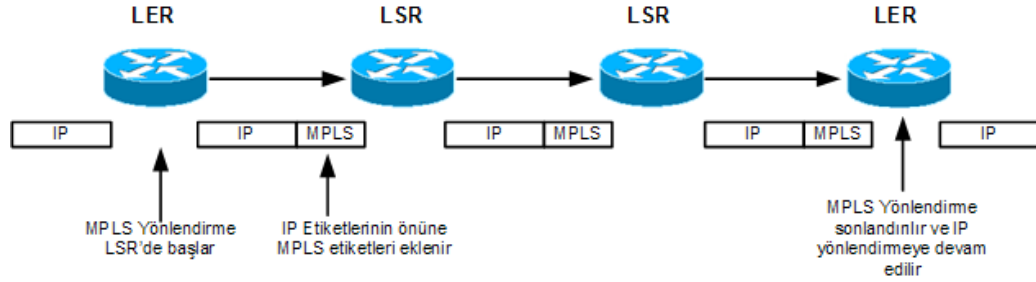 LER LSR LSR LER
IP IP MPLS IP MPLS IP MPLS IP
MPLS Yönlendirme
LSR'de başlar
IP Etiketlerinin önüne
MPLS etiketleri eklenir
MPLS Yönlendirme
sonlandırılır ve IP
yönlendirmeye devam
edilir